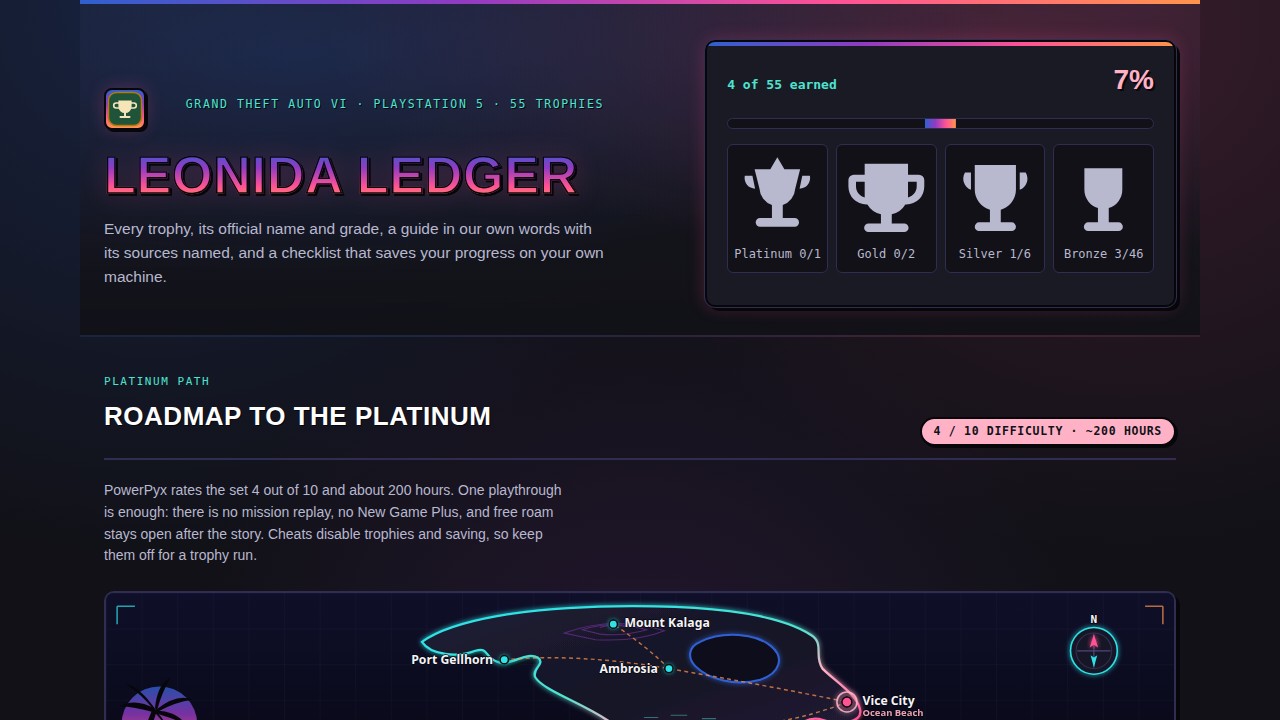 GRAND THEFT AUTO VI · PLAYSTATION 5 · 55 TROPHIES
LEONIDA LEDGER
Every trophy, its official name and grade, a guide in our own words with
its sources named, and a checklist that saves your progress on your own
machine.
4 of 55 earned
7%
Platinum 0/1
Gold 0/2
Silver 1/6
Bronze 3/46
PLATINUM PATH
ROADMAP TO THE PLATINUM
4 / 10 DIFFICULTY · ~200 HOURS
PowerPyx rates the set 4 out of 10 and about 200 hours. One playthrough
is enough: there is no mission replay, no New Game Plus, and free roam
stays open after the story. Cheats disable trophies and saving, so keep
them off for a trophy run.
N
Mount Kalaga
Port Gellhorn
Ambrosia
Vice City
Ocean Beach